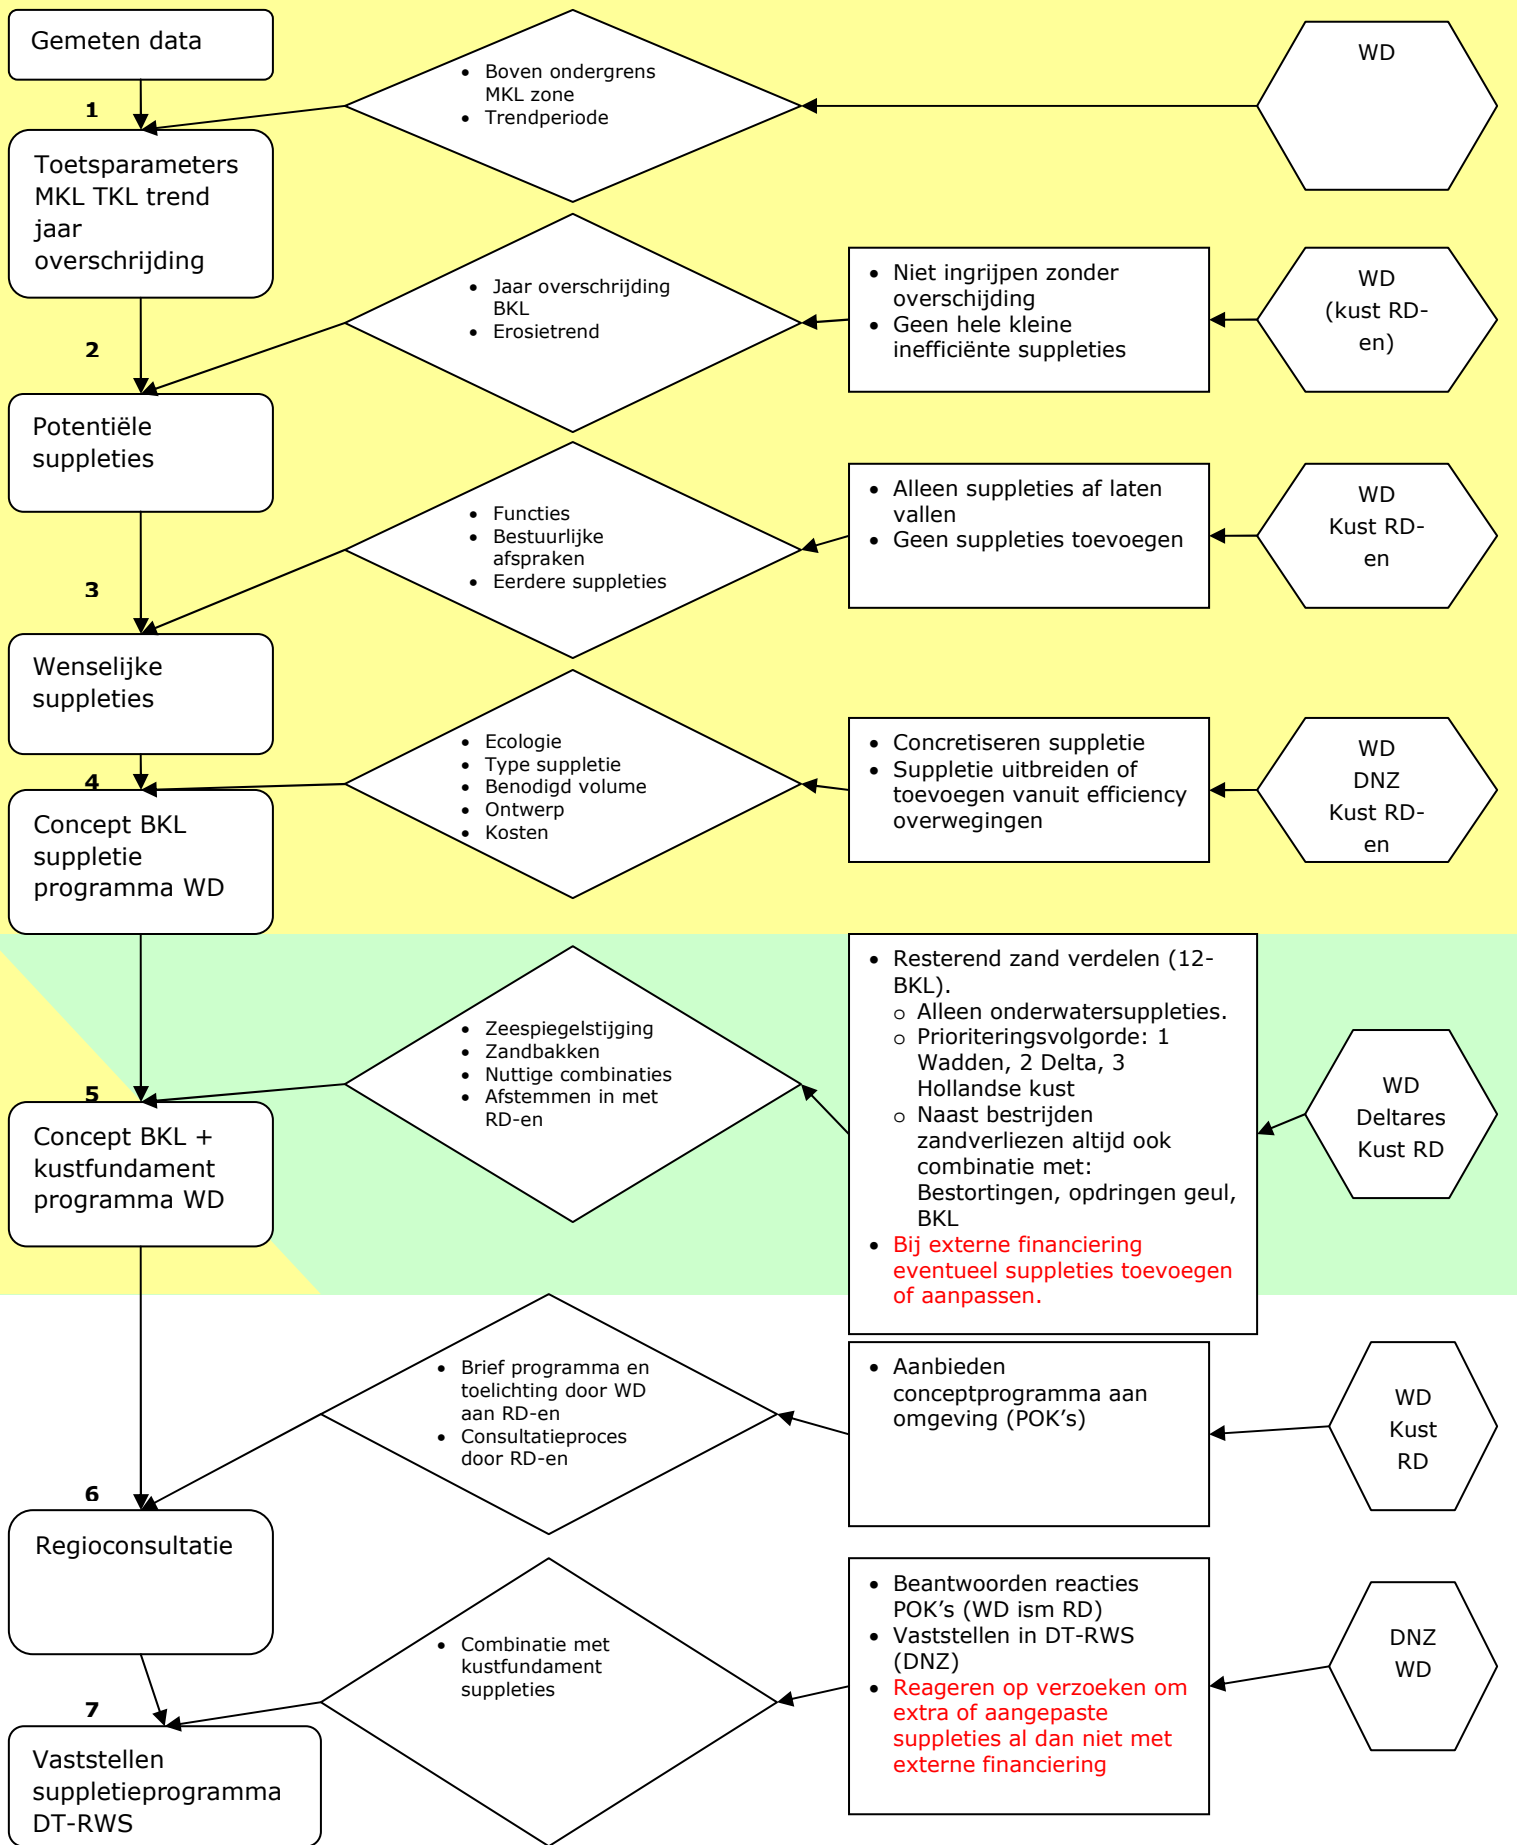 Gemeten data
• Boven ondergrens
MKL zone
• Trendperiode
WD
1
Toetsparameters
MKL TKL trend
jaar
overschrijding
• Jaar overschrijding
BKL
• Erosietrend
• Niet ingrijpen zonder
overschijding
• Geen hele kleine
inefficiënte suppleties
WD
(kust RD-
en)
2
Potentiële
suppleties
• Functies
• Bestuurlijke
afspraken
• Eerdere suppleties
• Alleen suppleties af laten
vallen
• Geen suppleties toevoegen
WD
Kust RD-
en
3
Wenselijke
suppleties
• Ecologie
• Type suppletie
• Benodigd volume
• Ontwerp
• Kosten
• Concretiseren suppletie
• Suppletie uitbreiden of
toevoegen vanuit efficiency
overwegingen
WD
DNZ
Kust RD-
en
4
Concept BKL
suppletie
programma WD
• Zeespiegelstijging
• Zandbakken
• Nuttige combinaties
• Afstemmen in met
RD-en
• Resterend zand verdelen (12-
BKL).
o Alleen onderwatersuppleties.
o Prioriteringsvolgorde: 1
Wadden, 2 Delta, 3
Hollandse kust
o Naast bestrijden
zandverliezen altijd ook
combinatie met:
Bestortingen, opdringen geul,
BKL
• Bij externe financiering
eventueel suppleties toevoegen
of aanpassen.
WD
Deltares
Kust RD
5
Concept BKL +
kustfundament
programma WD
• Brief programma en
toelichting door WD
aan RD-en
• Consultatieproces
door RD-en
• Aanbieden
conceptprogramma aan
omgeving (POK's)
WD
Kust
RD
6
Regioconsultatie
• Combinatie met
kustfundament
suppleties
• Beantwoorden reacties
POK's (WD ism RD)
• Vaststellen in DT-RWS
(DNZ)
• Reageren op verzoeken om
extra of aangepaste
suppleties al dan niet met
externe financiering
DNZ
WD
7
Vaststellen
suppletieprogramma
DT-RWS